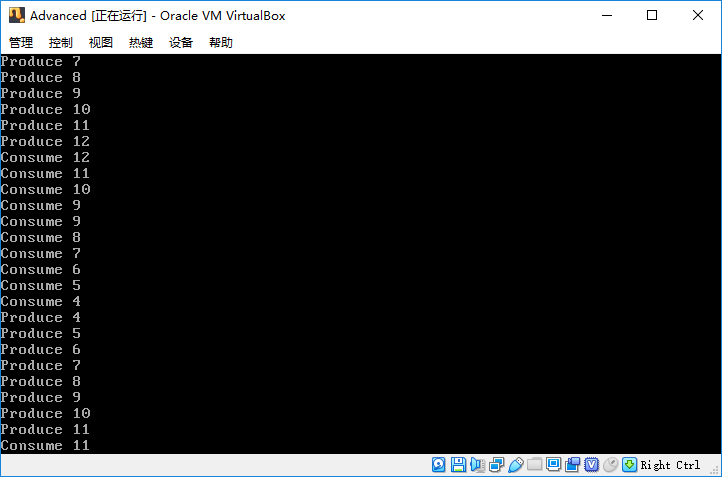 Advanced [正在运行] - Oracle VM VirtualBox
管理 控制 视图 热键 设备 帮助
Produce 7
Produce 8
Produce 9
Produce 10
Produce 11
Produce 12
Consume 12
Consume 11
Consume 10
Consume 9
Consume 9
Consume 8
Consume 7
Consume 6
Consume 5
Consume 4
Produce 4
Produce 5
Produce 6
Produce 7
Produce 8
Produce 9
Produce 10
Produce 11
Consume 11
Right Ctrl